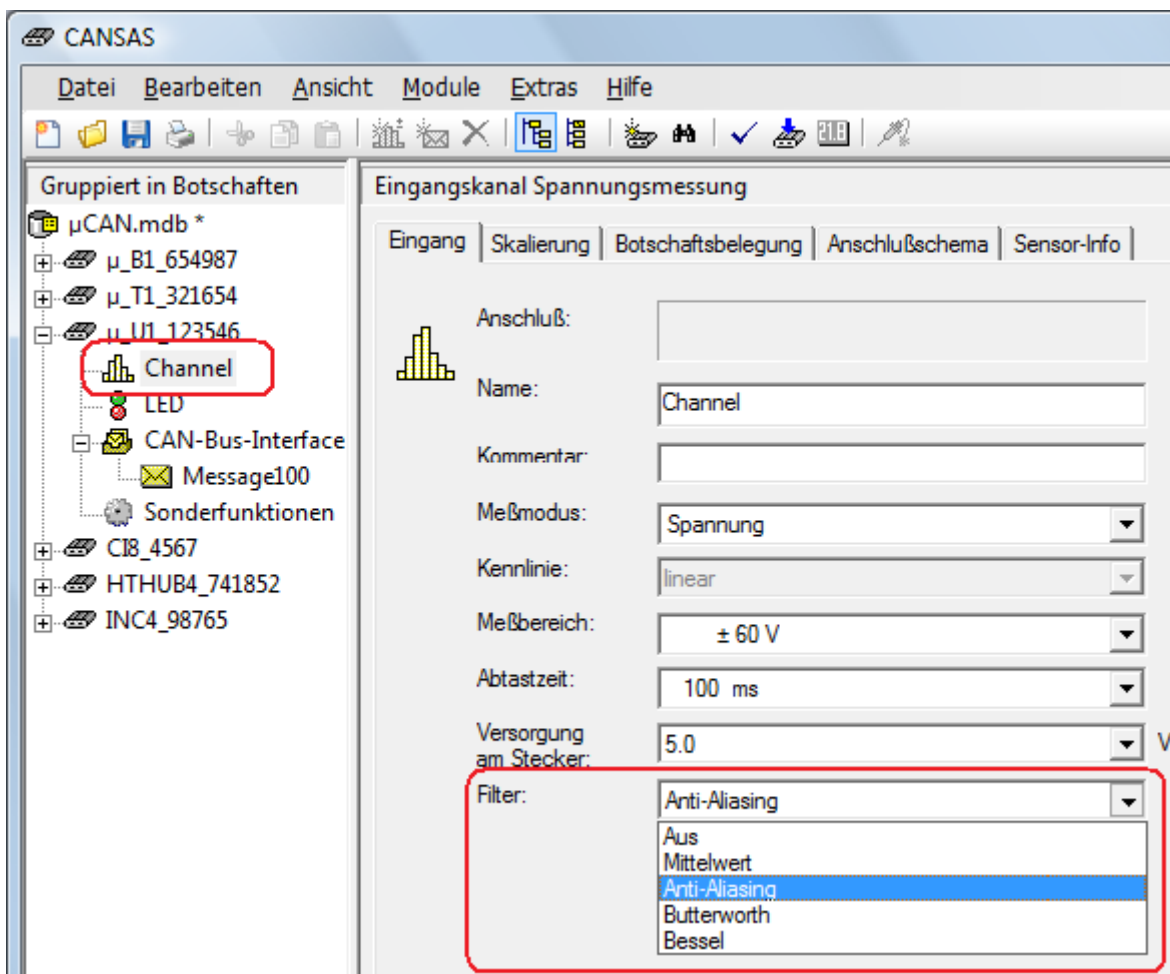 CANSAS
Datei Bearbeiten Ansicht Module Extras Hilfe
Gruppiert in Botschaften
µCAN.mdb *
µ_B1_654987
µ_T1_321654
µ_U1_123546
Channel
LED
CAN-Bus-Interface
Message100
Sonderfunktionen
CI8_4567
HTHUB4_741852
INC4_98765
Eingangskanal Spannungsmessung
Eingang Skalierung Botschaftsbelegung Anschlußschema Sensor-Info
Anschluß:
Name: Channel
Kommentar:
Meßmodus: Spannung
Kennlinie: linear
Meßbereich: ± 60 V
Abtastzeit: 100 ms
Versorgung
am Stecker: 5.0 V
Filter: Anti-Aliasing
Aus
Mittelwert
Anti-Aliasing
Butterworth
Bessel